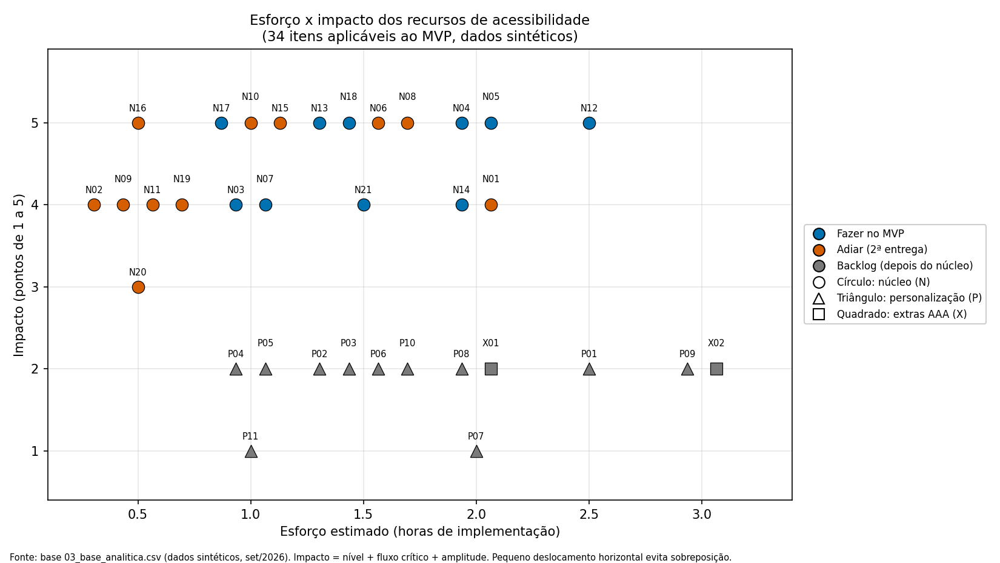 Esforço x impacto dos recursos de acessibilidade
(34 itens aplicáveis ao MVP, dados sintéticos)
Impacto (pontos de 1 a 5)
N10 N18 N08 N05
N16 N17 N15 N13 N06 N04 N12
5
N09 N19 N07 N01
N02 N11 N03 N21 N14
4
N20
3
P05 P03 P10 X01 X02
P04 P02 P06 P08 P01 P09
2
P11 P07
1
0.5 1.0 1.5 2.0 2.5 3.0
Esforço estimado (horas de implementação)
Fazer no MVP
Adiar (2ª entrega)
Backlog (depois do núcleo)
Círculo: núcleo (N)
Triângulo: personalização (P)
Quadrado: extras AAA (X)
Fonte: base 03_base_analitica.csv (dados sintéticos, set/2026). Impacto = nível + fluxo crítico + amplitude. Pequeno deslocamento horizontal evita sobreposição.